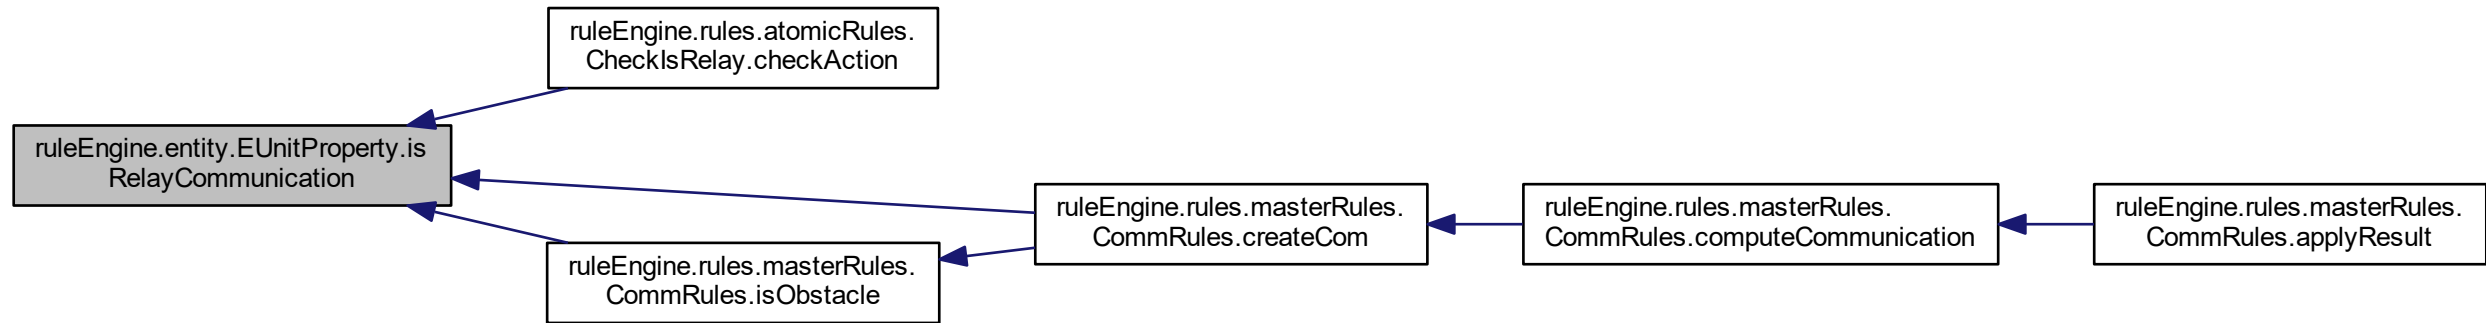 ruleEngine.rules.atomicRules.
CheckIsRelay.checkAction
ruleEngine.entity.EUnitProperty.is
RelayCommunication
ruleEngine.rules.masterRules.
CommRules.createCom
ruleEngine.rules.masterRules.
CommRules.computeCommunication
ruleEngine.rules.masterRules.
CommRules.applyResult
ruleEngine.rules.masterRules.
CommRules.isObstacle